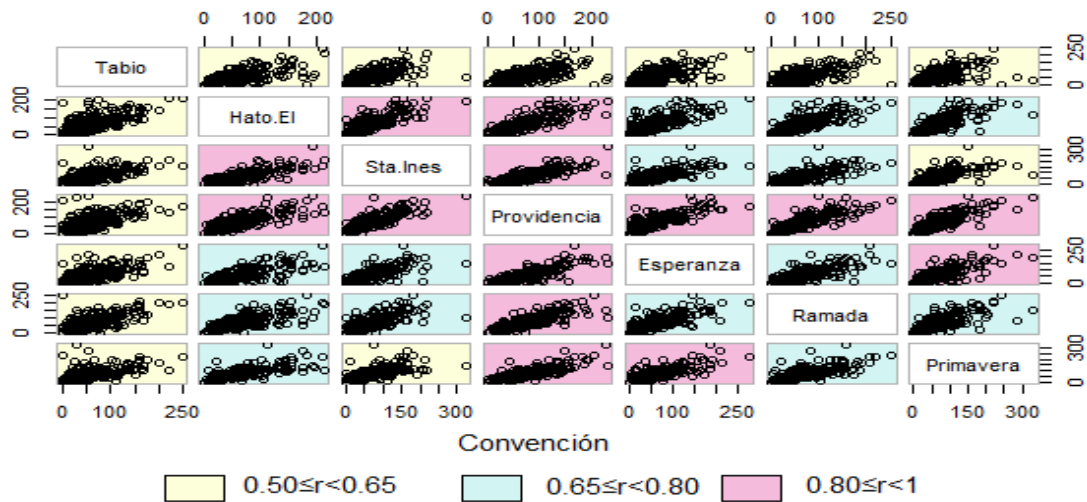 0 100 200 0 100 200 0 100 250
Tabio 0 100 250
0 200 Hato.El
Sta.Ines 0 300
0 200 Providencia
Esperanza 0 250
0 250 Ramada
Primavera 0 300
0 100 250 0 150 300 0 100 250 0 150 300
Convención
0.50≤r<0.65 0.65≤r<0.80 0.80≤r<1